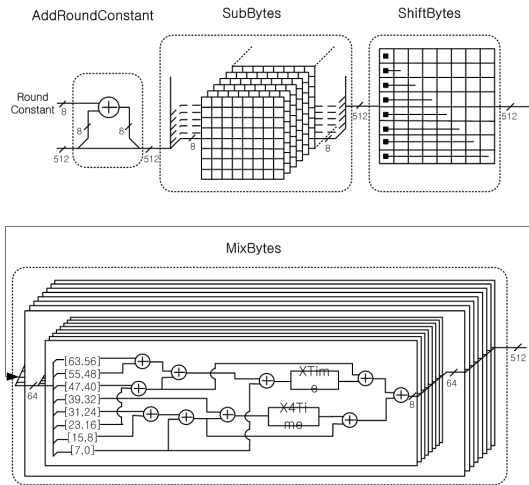 AddRoundConstant
SubBytes
ShiftBytes
Round
Constant
8
8
8
512
512
8
8
512
512
MixBytes
[63,56]
[55,48]
[47,40]
[39,32]
[31,24]
[23,16]
[15,8]
[7,0]
64
XTim
e
X4Ti
me
8
64
512